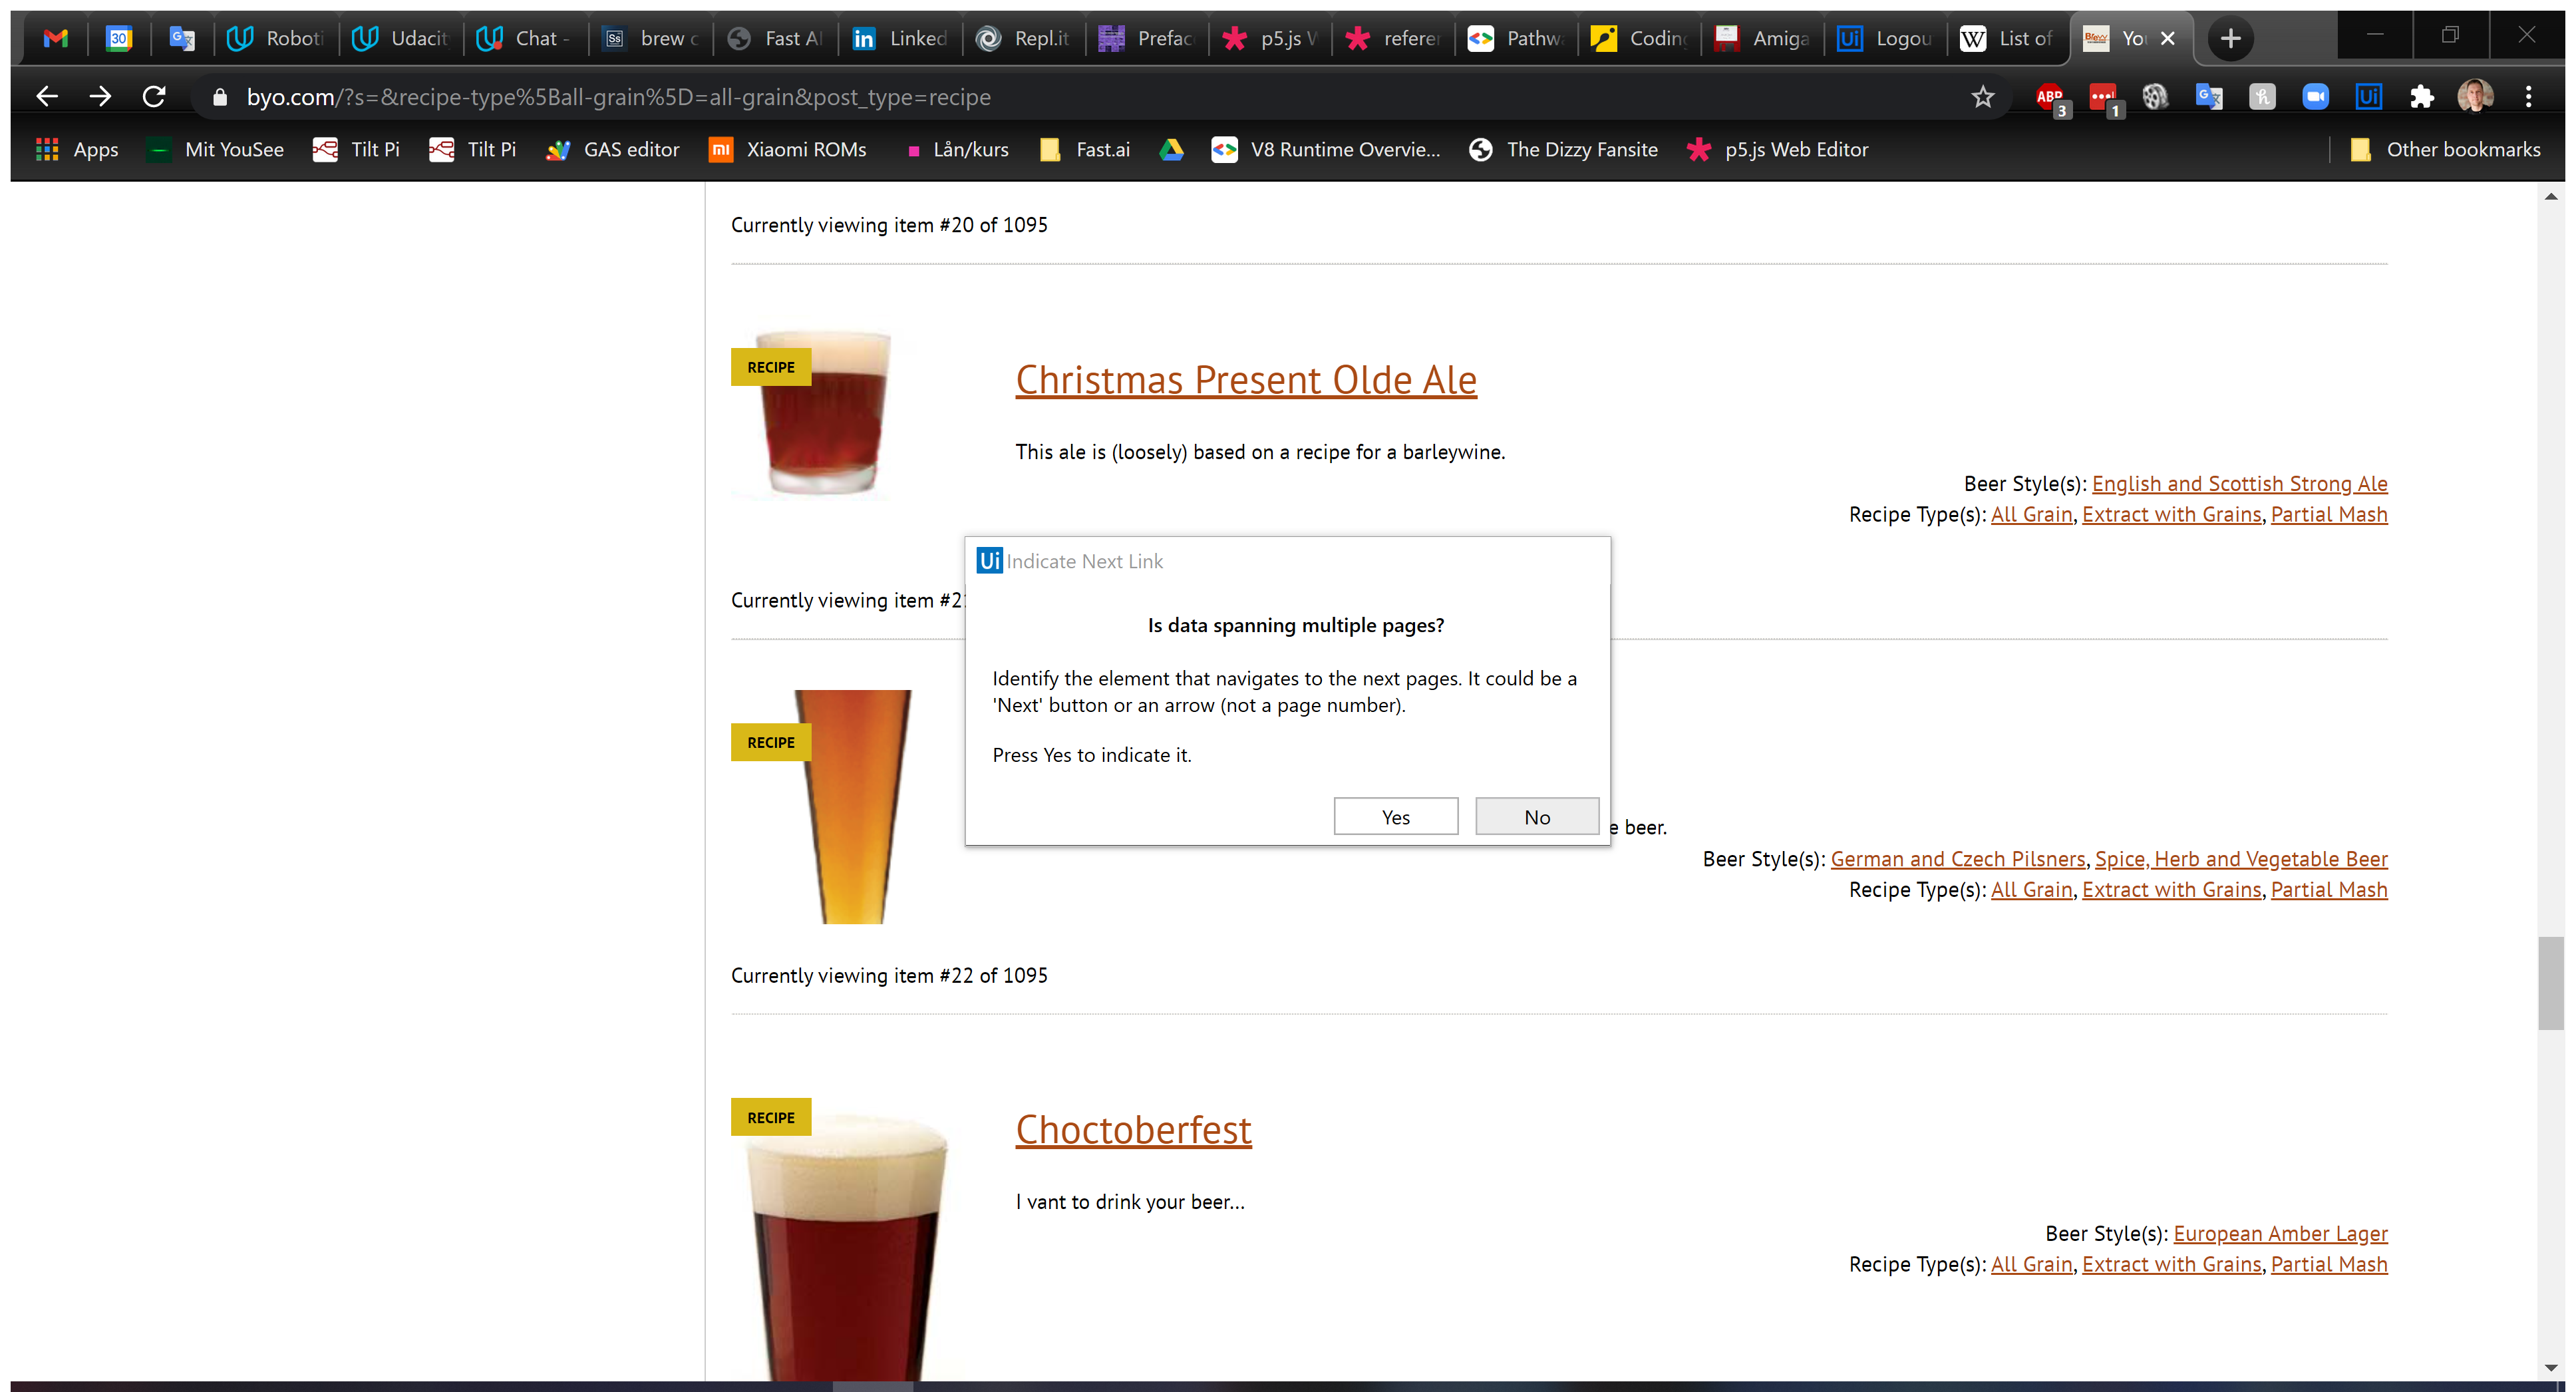 30 Roboti Udacit Chat - Ss brew c Fast AI in Linked Repl.it Prefac p5.js W referer Pathw Coding Amiga Ui Logou W List of You
byo.com/?s=&recipe-type%5Ball-grain%5D=all-grain&post_type=recipe ABP 3 1 Ui
Apps Mit YouSee Tilt Pi Tilt Pi GAS editor Xiaomi ROMs Lån/kurs Fast.ai V8 Runtime Overvie... The Dizzy Fansite p5.js Web Editor Other bookmarks
Currently viewing item #20 of 1095
RECIPE
Christmas Present Olde Ale
This ale is (loosely) based on a recipe for a barleywine.
Beer Style(s): English and Scottish Strong Ale
Recipe Type(s): All Grain, Extract with Grains, Partial Mash
Currently viewing item
Ui Indicate Next Link
Is data spanning multiple pages?
Identify the element that navigates to the next pages. It could be a
'Next' button or an arrow (not a page number).
Press Yes to indicate it.
Yes No
RECIPE
e beer.
Beer Style(s): German and Czech Pilsners, Spice, Herb and Vegetable Beer
Recipe Type(s): All Grain, Extract with Grains, Partial Mash
Currently viewing item #22 of 1095
RECIPE
Choctoberfest
I vant to drink your beer...
Beer Style(s): European Amber Lager
Recipe Type(s): All Grain, Extract with Grains, Partial Mash